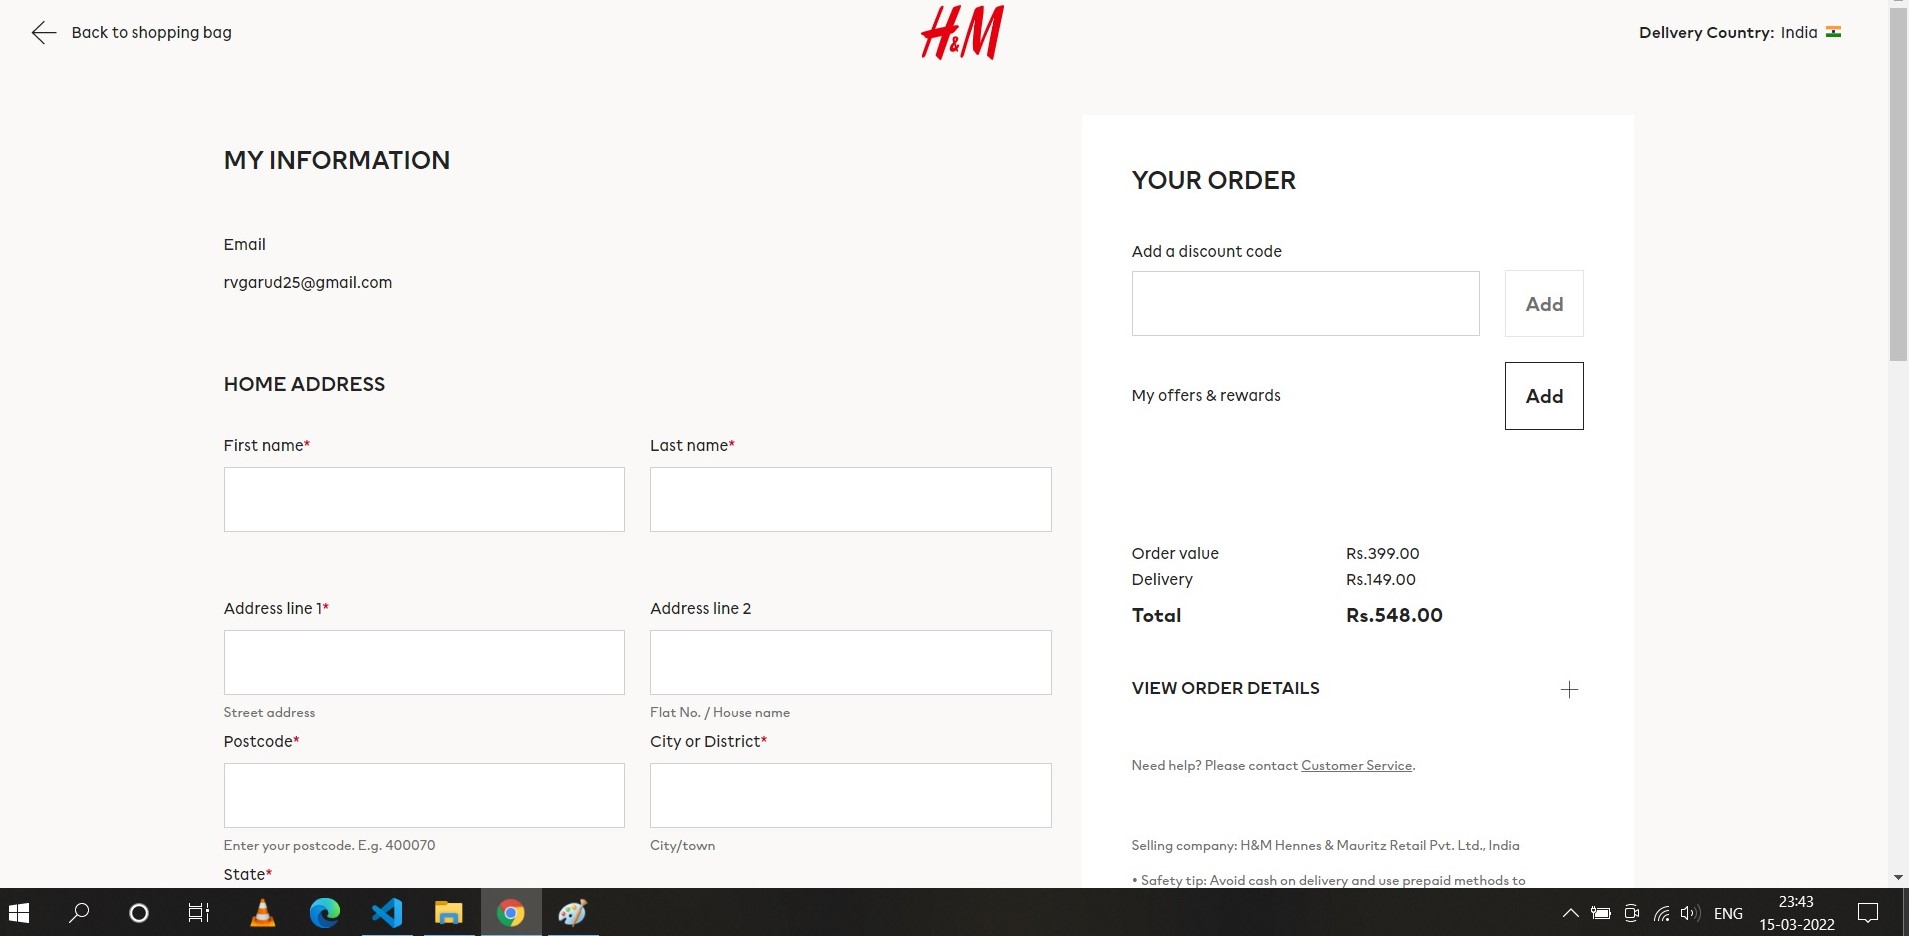 Back to shopping bag
H&M
Delivery Country: India
MY INFORMATION
Email
rvgarud25@gmail.com
HOME ADDRESS
First name*
Last name*
Address line 1*
Address line 2
Street address
Flat No. / House name
Postcode*
City or District*
Enter your postcode. E.g. 400070
City/town
State*
YOUR ORDER
Add a discount code
Add
My offers & rewards
Add
Order value Rs.399.00
Delivery Rs.149.00
Total Rs.548.00
VIEW ORDER DETAILS
Need help? Please contact Customer Service.
Selling company: H&M Hennes & Mauritz Retail Pvt. Ltd., India
• Safety tip: Avoid cash on delivery and use prepaid methods to
ENG
23:43
15-03-2022